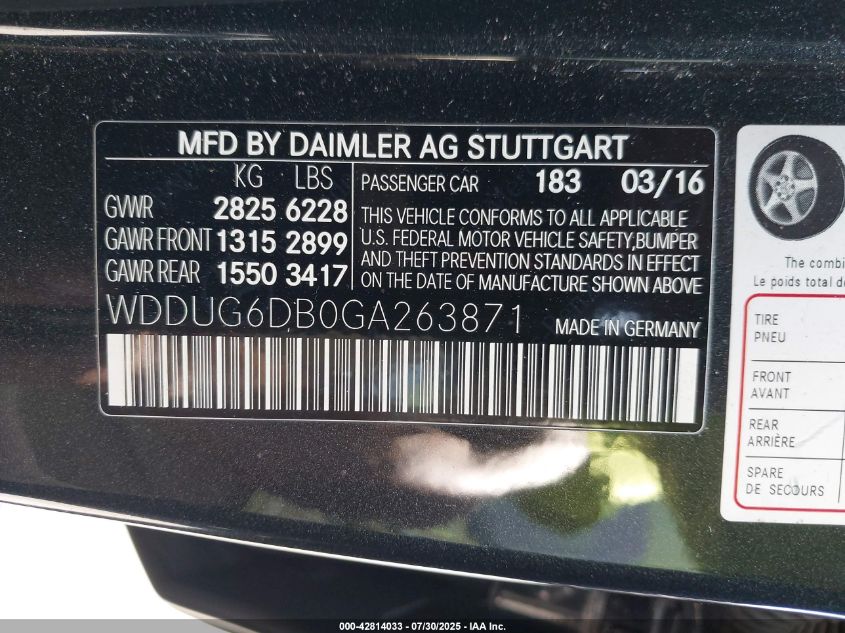 MFD BY DAIMLER AG STUTTGART
KG LBS
GVWR 2825 6228
GAWR FRONT 1315 2899
GAWR REAR 1550 3417
PASSENGER CAR 183 03/16
THIS VEHICLE CONFORMS TO ALL APPLICABLE
U.S. FEDERAL MOTOR VEHICLE SAFETY,BUMPER
AND THEFT PREVENTION STANDARDS IN EFFECT
ON THE DATE OF MANUFACTURE SHOWN ABOVE
WDDUG6DB0GA263871 MADE IN GERMANY
The combi
Le poids total de
TIRE
PNEU
FRONT
AVANT
REAR
ARRIÈRE
SPARE
DE SECOURS
000-42814033 - 07/30/2025 - IAA Inc.